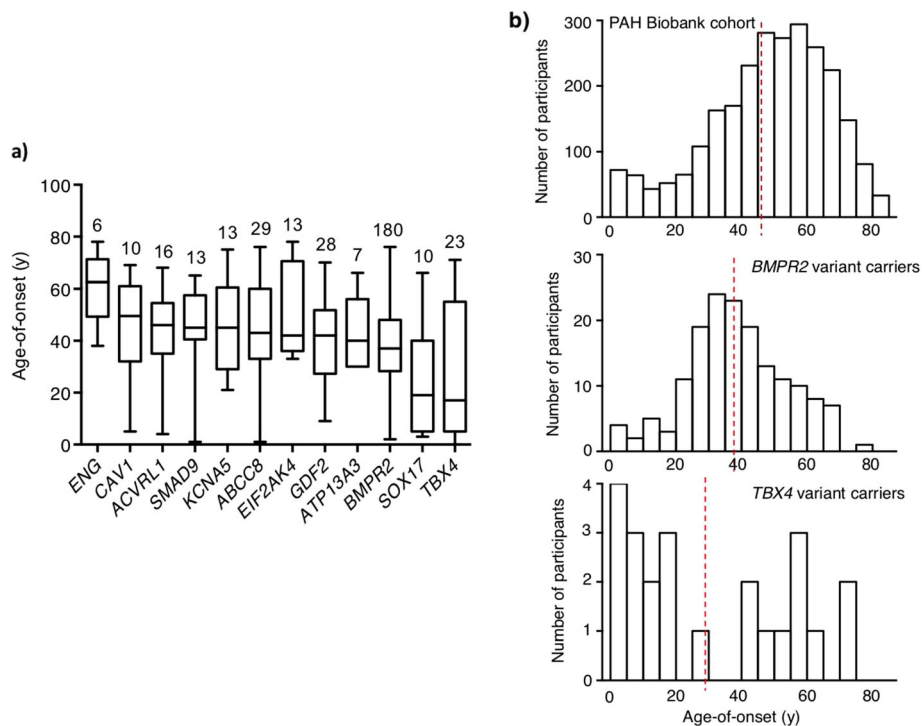 a)
Age-of-onset (y)
100
80
60
40
20
0
6
10
16
13
13
29
13
28
7
180
10
23
ENG
CAV1
ACVRL1
SMAD9
KCNA5
ABCC8
EIF2AK4
GDF2
ATP13A3
BMPR2
SOX17
TBX4
b)
PAH Biobank cohort
Number of participants
300
200
100
0
0 20 40 60 80
BMPR2 variant carriers
Number of participants
30
20
10
0
0 20 40 60 80
TBX4 variant carriers
Number of participants
4
3
2
1
0
0 20 40 60 80
Age-of-onset (y)